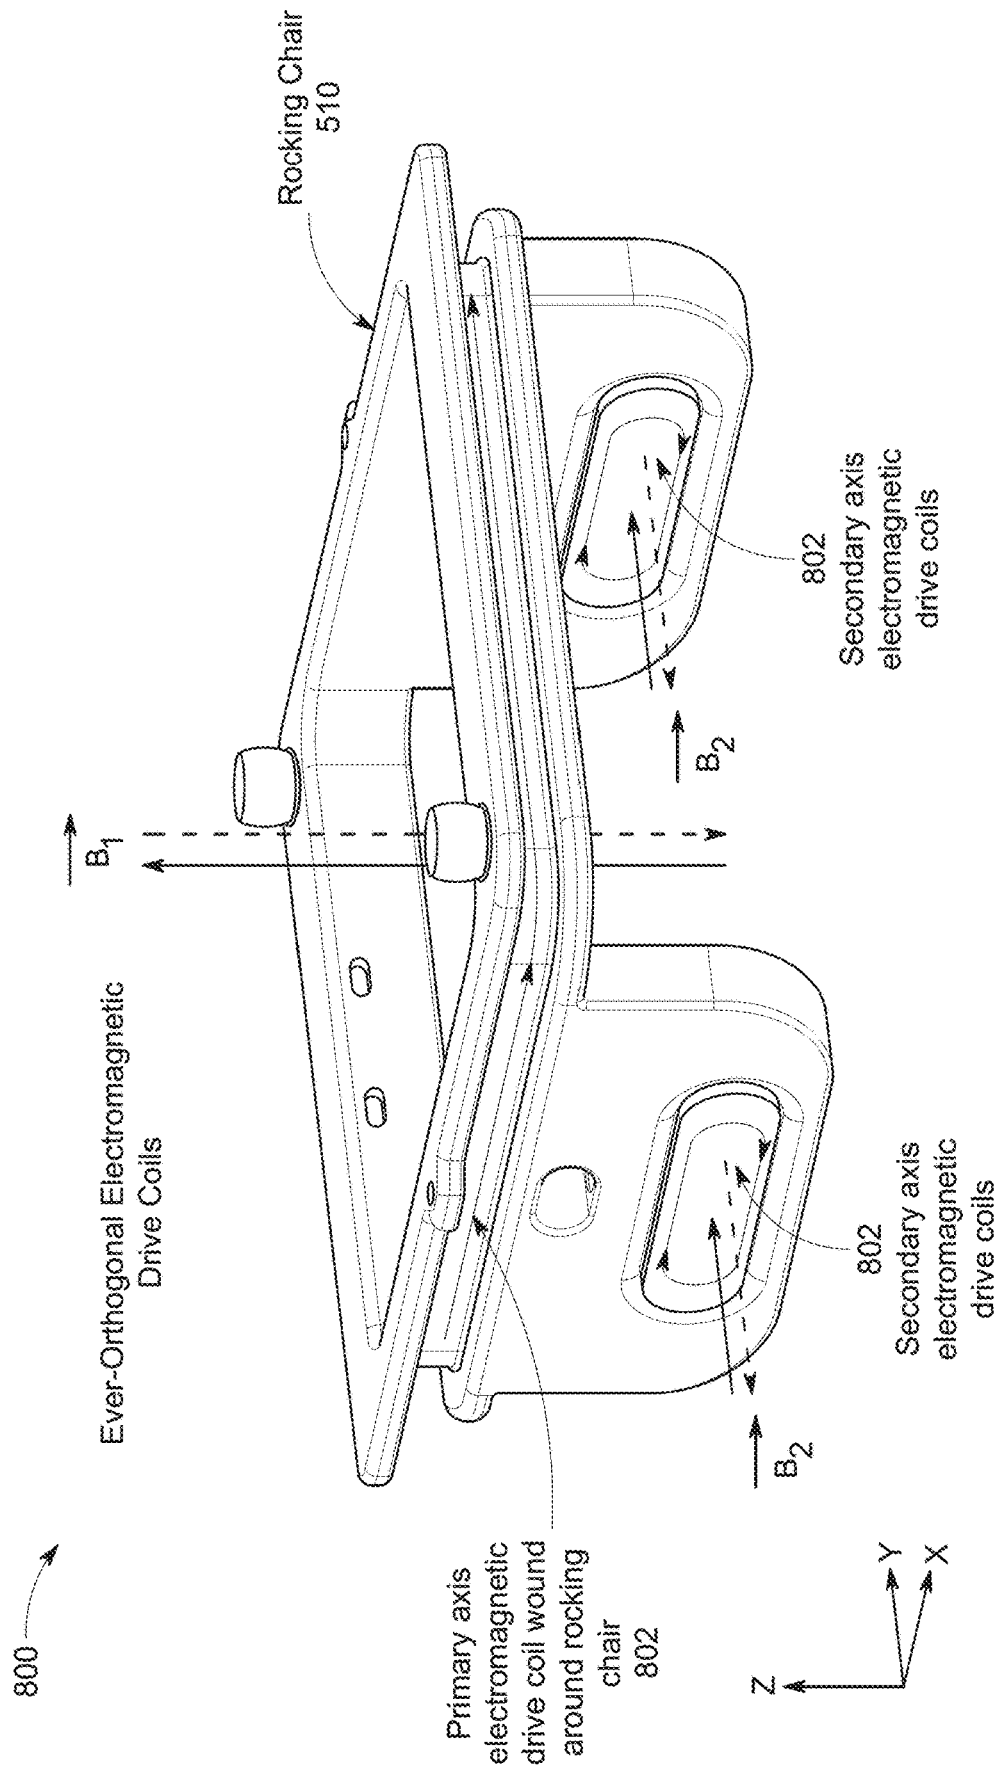 800
Ever-Orthogonal Electromagnetic
Drive Coils
B1
Rocking Chair
510
Primary axis
electromagnetic
drive coil wound
around rocking
chair
802
B2
802
Secondary axis
electromagnetic
drive coils
B2
802
Secondary axis
electromagnetic
drive coils
Z
Y
X